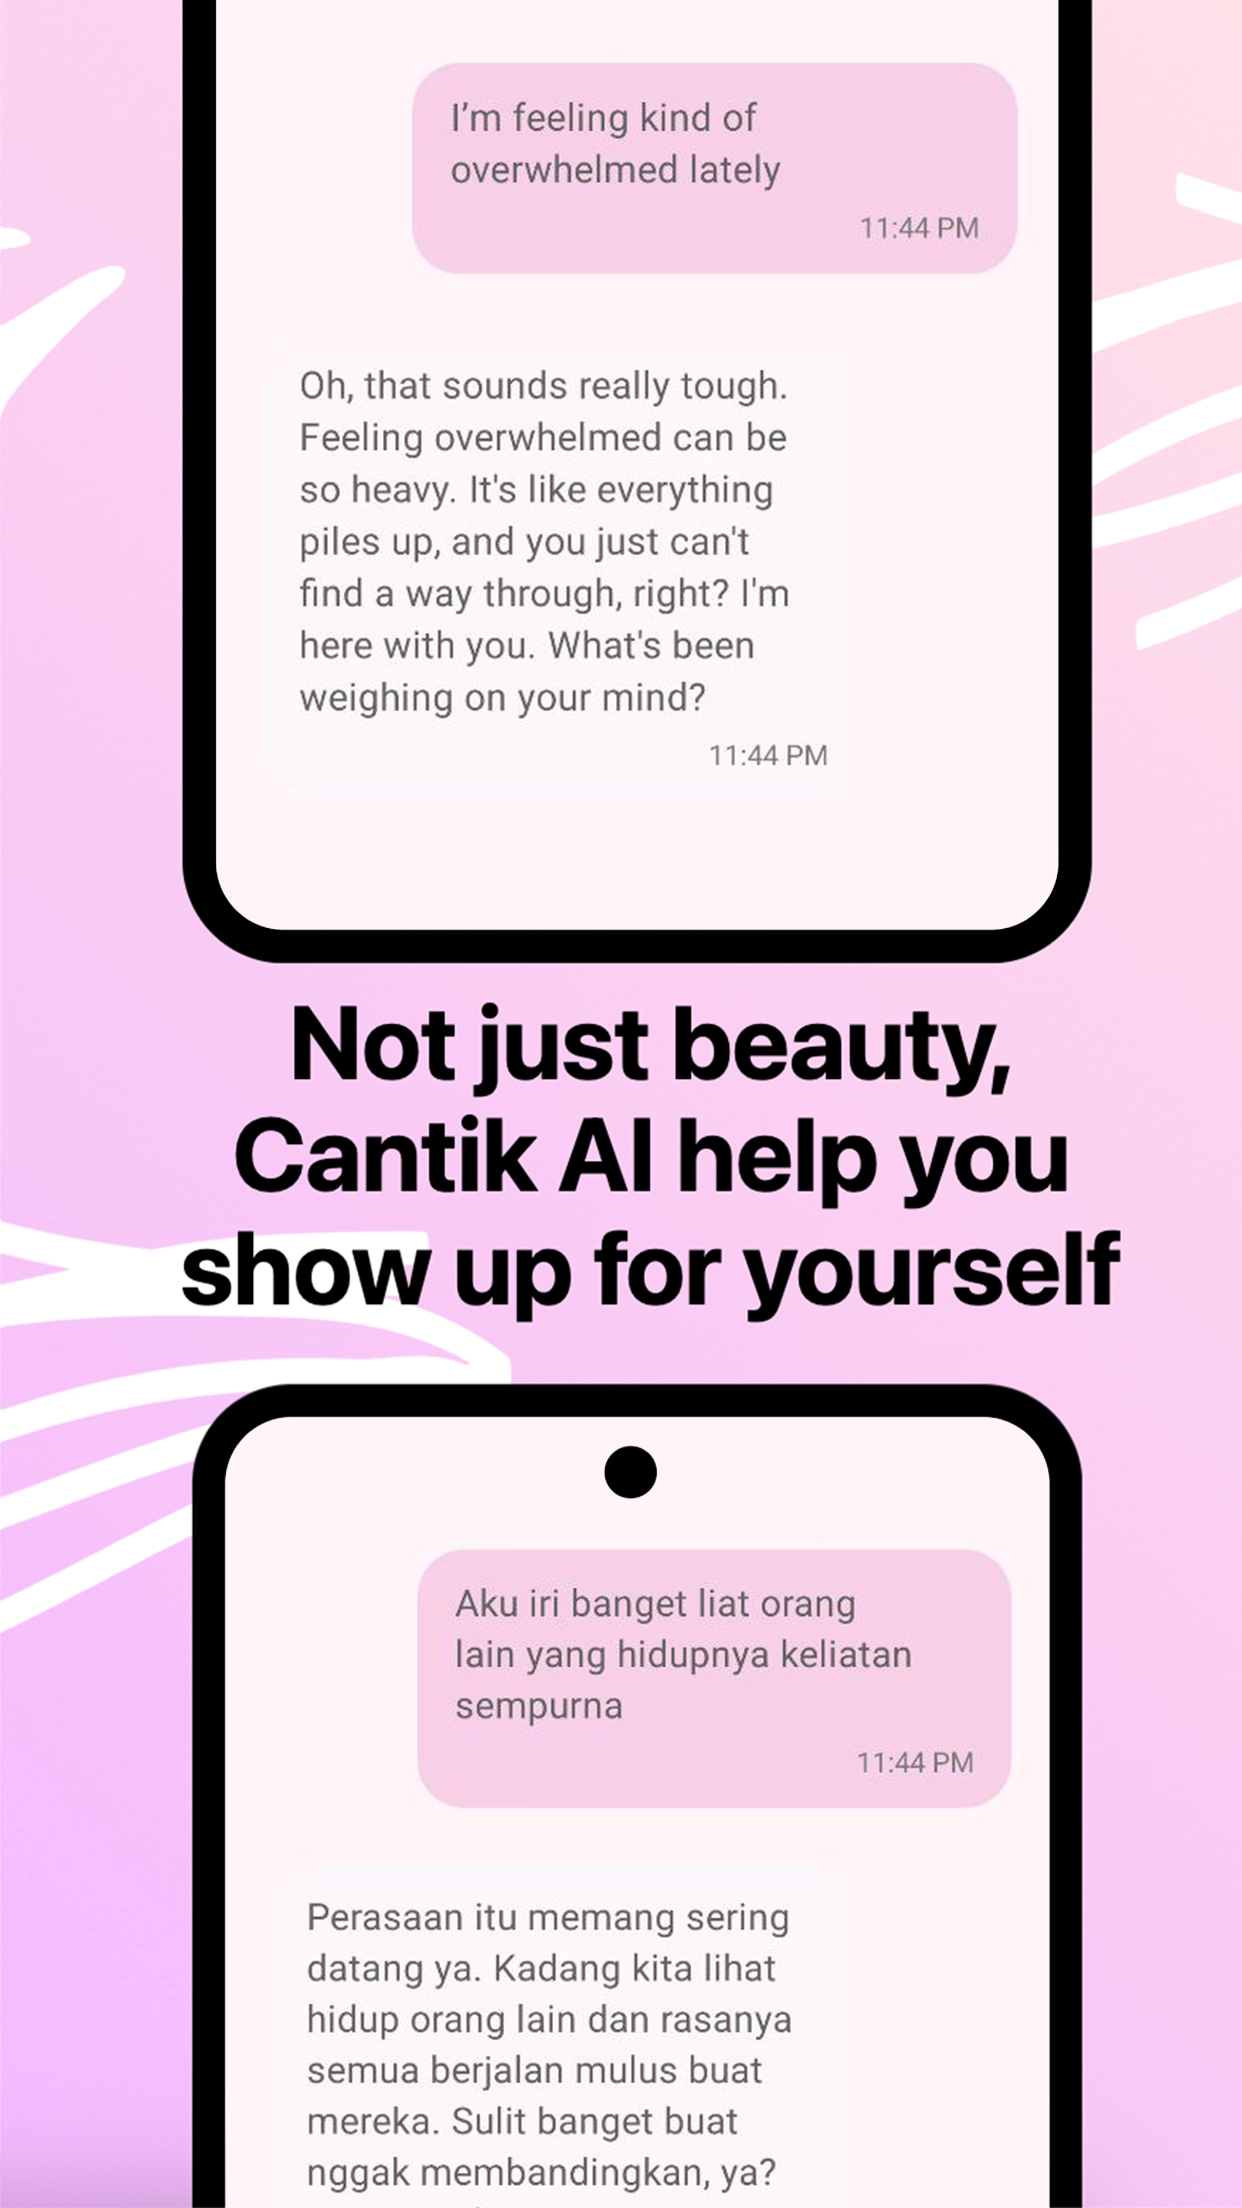 I’m feeling kind of
overwhelmed lately
11:44 PM
Oh, that sounds really tough.
Feeling overwhelmed can be
so heavy. It's like everything
piles up, and you just can't
find a way through, right? I'm
here with you. What's been
weighing on your mind?
11:44 PM
Not just beauty,
Cantik AI help you
show up for yourself
Aku iri banget liat orang
lain yang hidupnya keliatan
sempurna
11:44 PM
Perasaan itu memang sering
datang ya. Kadang kita lihat
hidup orang lain dan rasanya
semua berjalan mulus buat
mereka. Sulit banget buat
nggak membandingkan, ya?